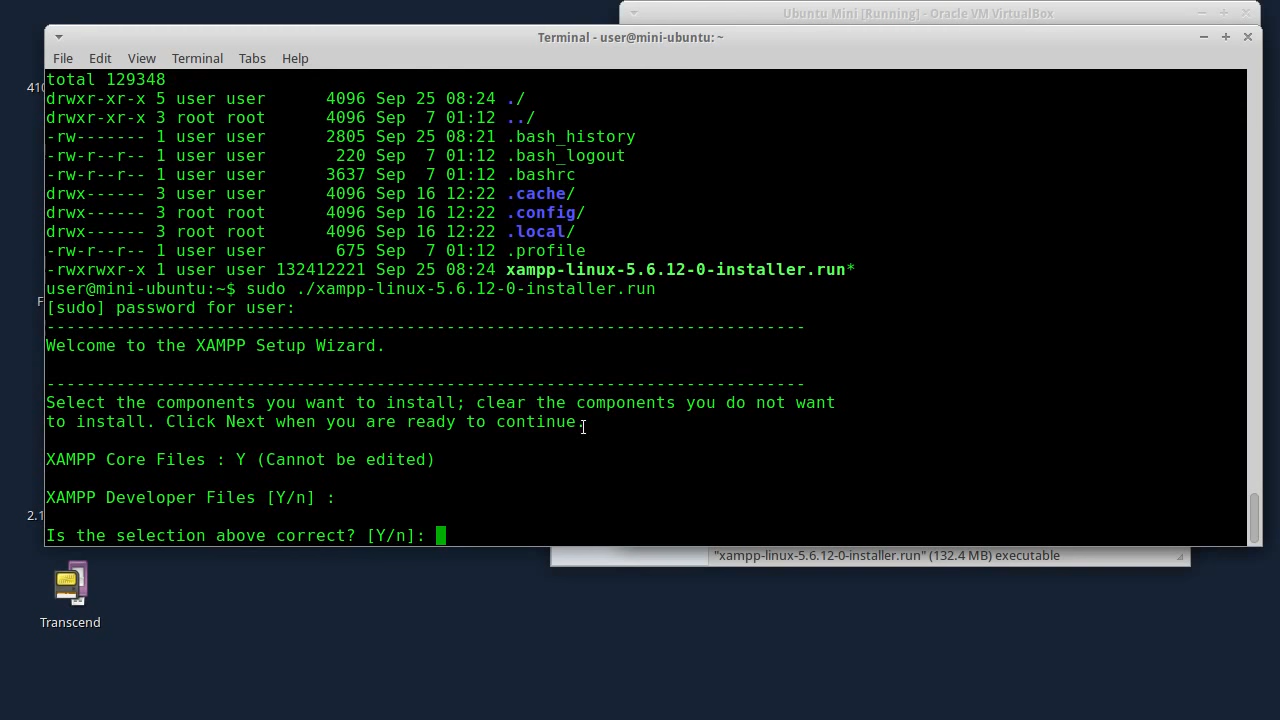 Ubuntu Mini [Running] - Oracle VM VirtualBox
Terminal - user@mini-ubuntu: ~
File Edit View Terminal Tabs Help
total 129348
drwxr-xr-x 5 user user      4096 Sep 25 08:24 ./
drwxr-xr-x 3 root root      4096 Sep  7 01:12 ../
-rw------- 1 user user      2805 Sep 25 08:21 .bash_history
-rw-r--r-- 1 user user       220 Sep  7 01:12 .bash_logout
-rw-r--r-- 1 user user      3637 Sep  7 01:12 .bashrc
drwx------ 3 user user      4096 Sep 16 12:22 .cache/
drwx------ 3 root root      4096 Sep 16 12:22 .config/
drwx------ 3 root root      4096 Sep 16 12:22 .local/
-rw-r--r-- 1 user user       675 Sep  7 01:12 .profile
-rwxrwxr-x 1 user user 132412221 Sep 25 08:24 xampp-linux-5.6.12-0-installer.run*
user@mini-ubuntu:~$ sudo ./xampp-linux-5.6.12-0-installer.run
[sudo] password for user:
----------------------------------------------------------------------------
Welcome to the XAMPP Setup Wizard.
----------------------------------------------------------------------------
Select the components you want to install; clear the components you do not want
to install. Click Next when you are ready to continue.
XAMPP Core Files : Y (Cannot be edited)
XAMPP Developer Files [Y/n] :
Is the selection above correct? [Y/n]:
"xampp-linux-5.6.12-0-installer.run" (132.4 MB) executable
Transcend